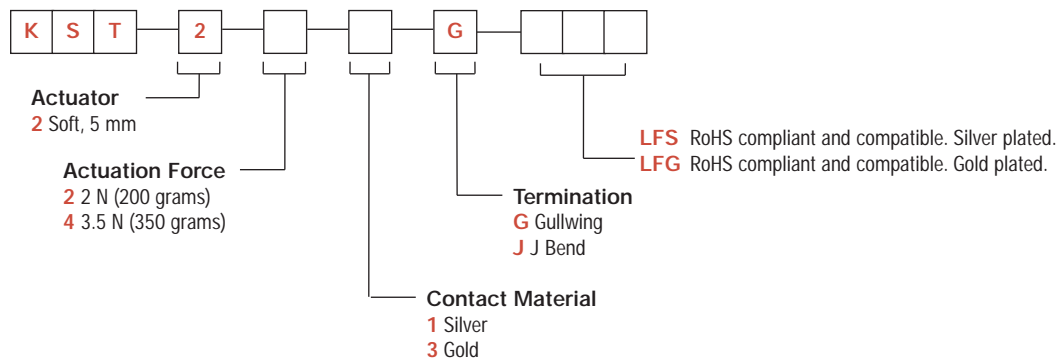 K S T 2 G
Actuator
2 Soft, 5 mm
LFS RoHS compliant and compatible. Silver plated.
LFG RoHS compliant and compatible. Gold plated.
Actuation Force
2 2 N (200 grams)
4 3.5 N (350 grams)
Termination
G Gullwing
J J Bend
Contact Material
1 Silver
3 Gold